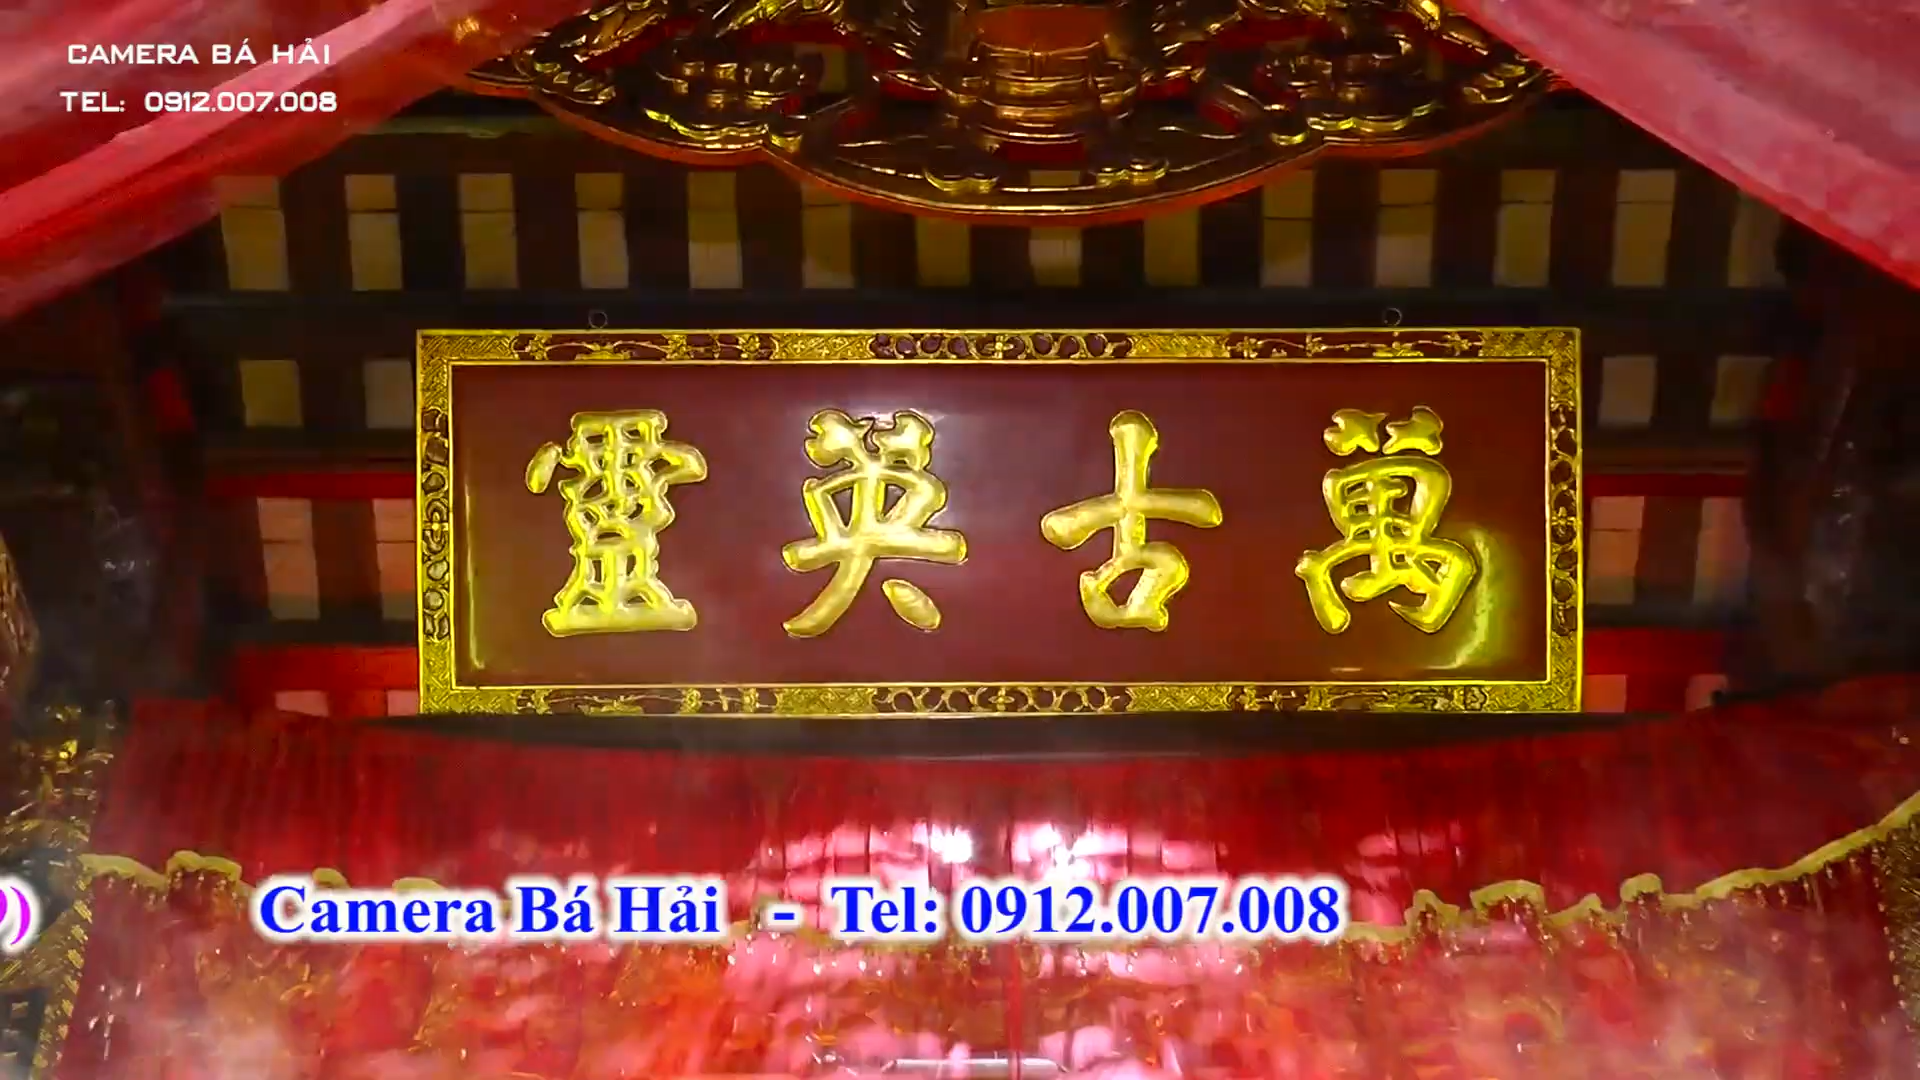 CAMERA BÁ HẢI
TEL: 0912.007.008
萬古英靈
Camera Bá Hải - Tel: 0912.007.008